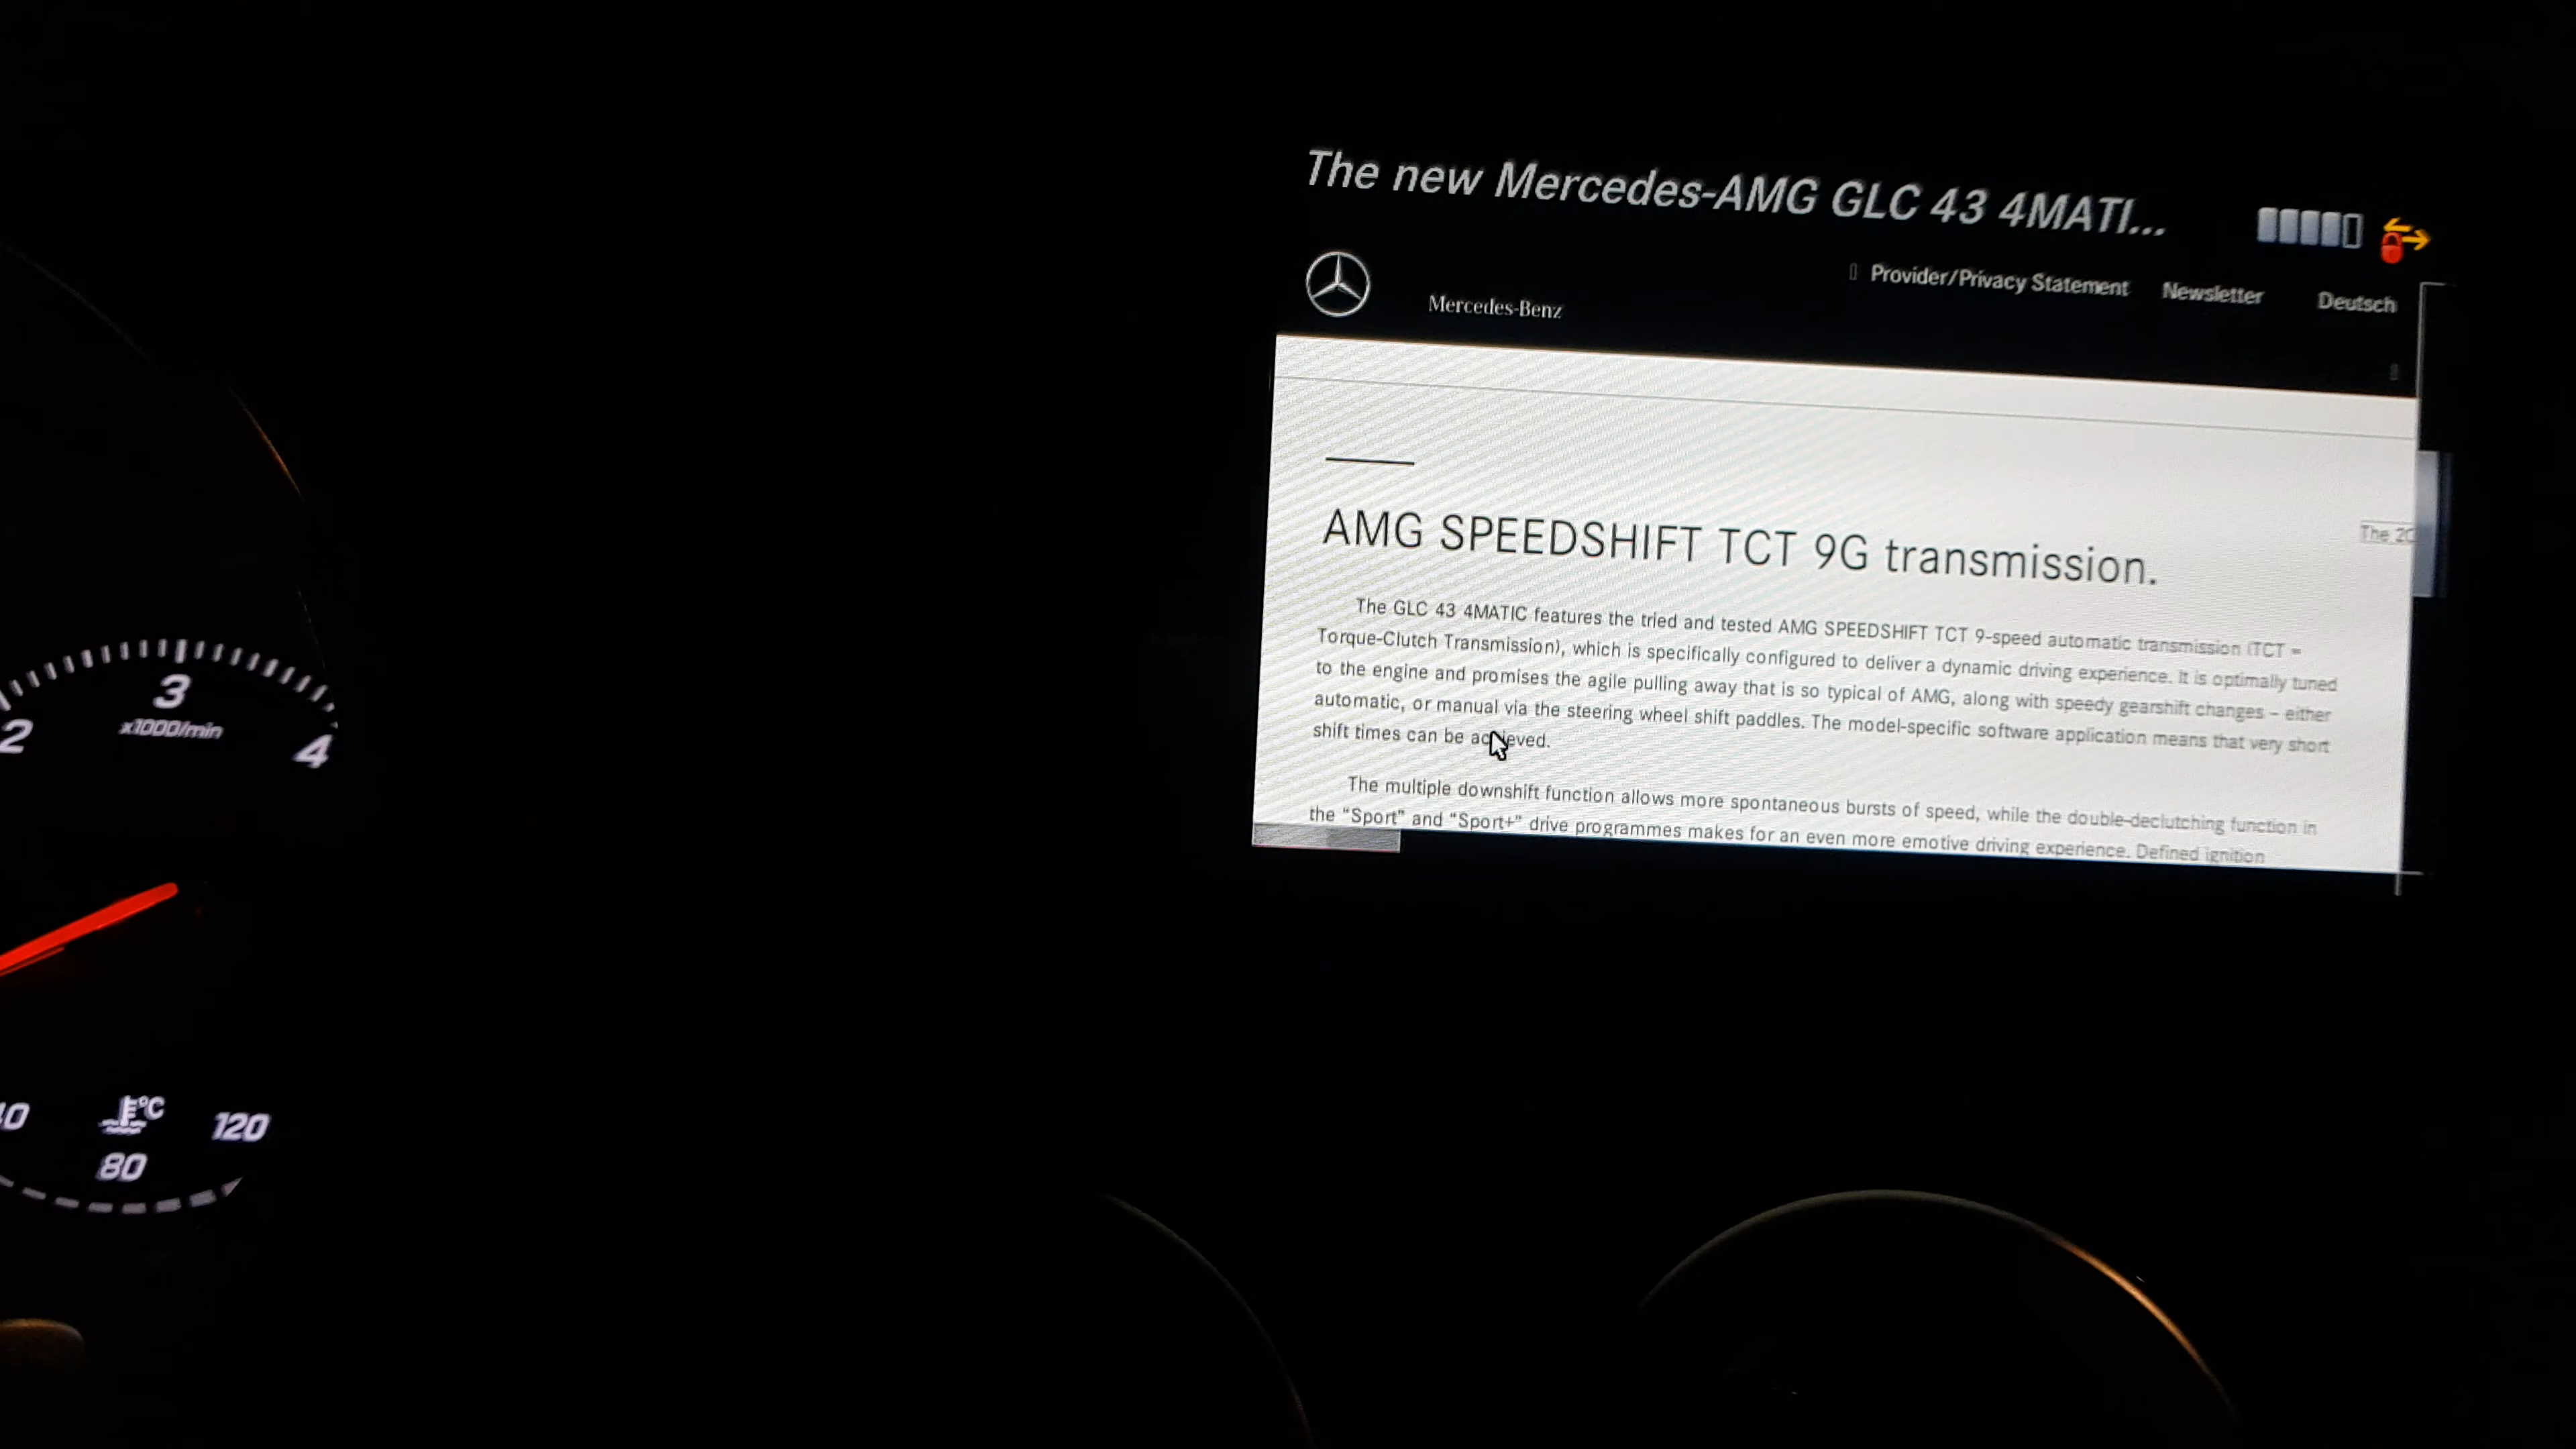 The new Mercedes-AMG GLC 43 4MATI...
Mercedes-Benz
Provider/Privacy Statement Newsletter Deutsch
AMG SPEEDSHIFT TCT 9G transmission.
The 20
The GLC 43 4MATIC features the tried and tested AMG SPEEDSHIFT TCT 9-speed automatic transmission (TCT =
Torque-Clutch Transmission), which is specifically configured to deliver a dynamic driving experience. It is optimally tuned
to the engine and promises the agile pulling away that is so typical of AMG, along with speedy gearshift changes – either
automatic, or manual via the steering wheel shift paddles. The model-specific software application means that very short
shift times can be achieved.
The multiple downshift function allows more spontaneous bursts of speed, while the double-declutching function in
the “Sport” and “Sport+” drive programmes makes for an even more emotive driving experience. Defined ignition
2
3
x1000/min
4
°C
120
80